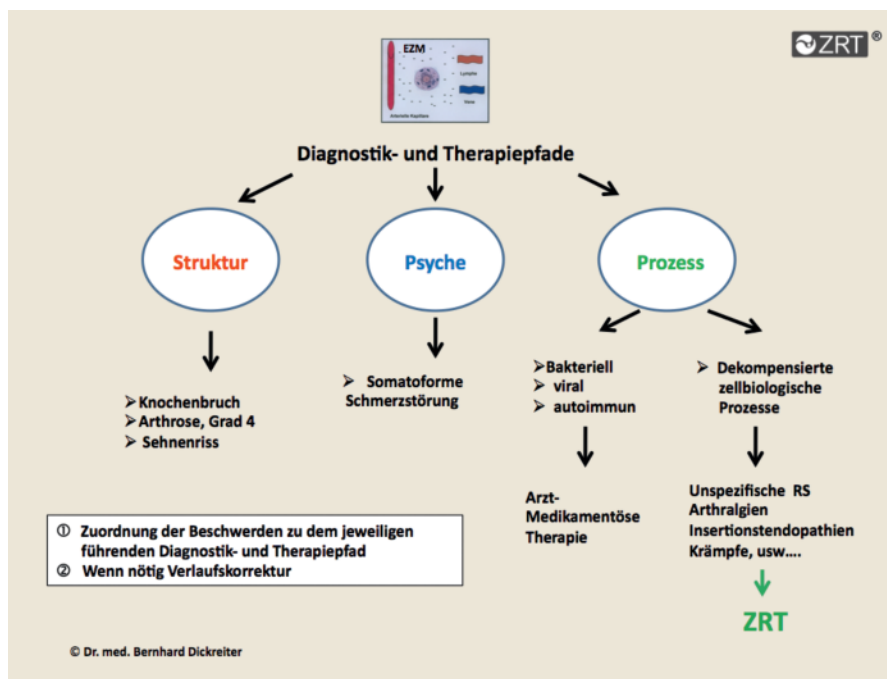 EZM
Lymphe
Vene
Arterielle Kapillare
ZRT®
Diagnostik- und Therapiepfade
Struktur
Psyche
Prozess
➢Knochenbruch
➢Arthrose, Grad 4
➢ Sehnenriss
➢ Somatoforme
Schmerzstörung
➢Bakteriell
➢ viral
➢ autoimmun
➢ Dekompensierte
zellbiologische
Prozesse
Arzt-
Medikamentöse
Therapie
Unspezifische RS
Arthralgien
Insertionstendopathien
Krämpfe, usw....
ZRT
① Zuordnung der Beschwerden zu dem jeweiligen
führenden Diagnostik- und Therapiepfad
② Wenn nötig Verlaufskorrektur
© Dr. med. Bernhard Dickreiter